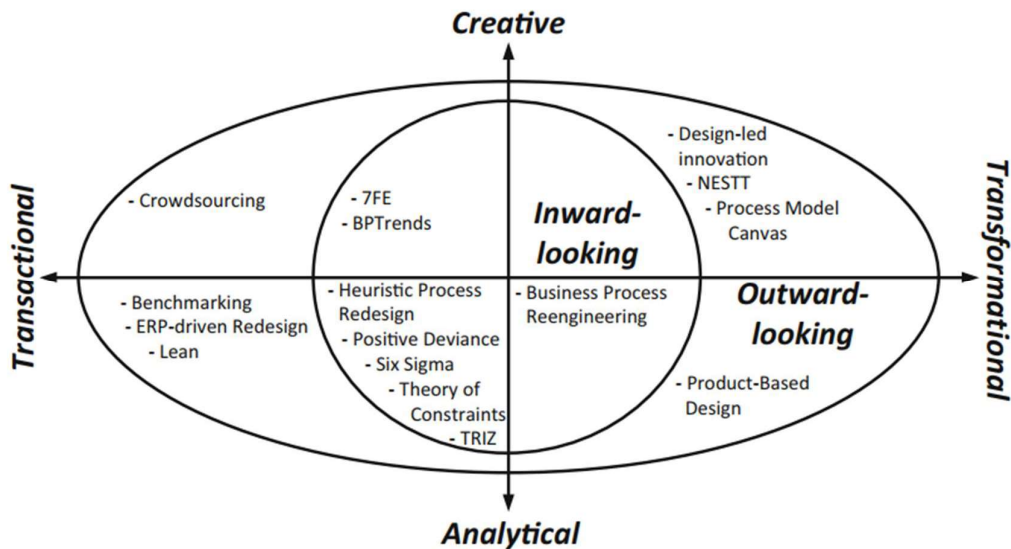 Creative
- Design-led
innovation
- NESTT
- Process Model
Canvas
- Crowdsourcing
- 7FE
- BPTrends
Inward-
looking
Transactional
Transformational
- Benchmarking
- ERP-driven Redesign
- Lean
- Heuristic Process
Redesign
- Positive Deviance
- Six Sigma
- Theory of
Constraints
- TRIZ
- Business Process
Reengineering
Outward-
looking
- Product-Based
Design
Analytical